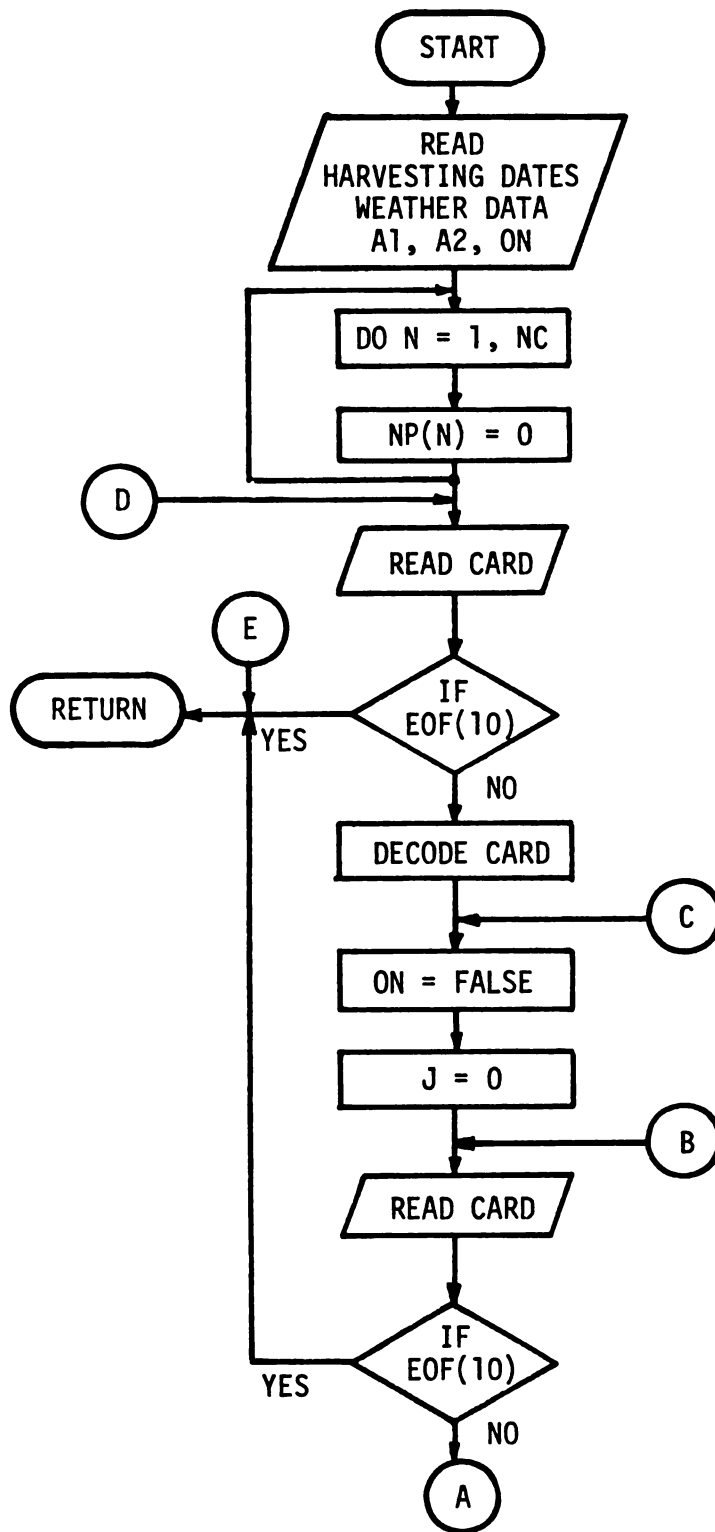 START
READ
HARVESTING DATES
WEATHER DATA
A1, A2, ON
DO N = 1, NC
NP(N) = 0
D
READ CARD
E
RETURN
IF
EOF(10)
YES
NO
DECODE CARD
C
ON = FALSE
J = 0
B
READ CARD
IF
EOF(10)
YES
NO
A